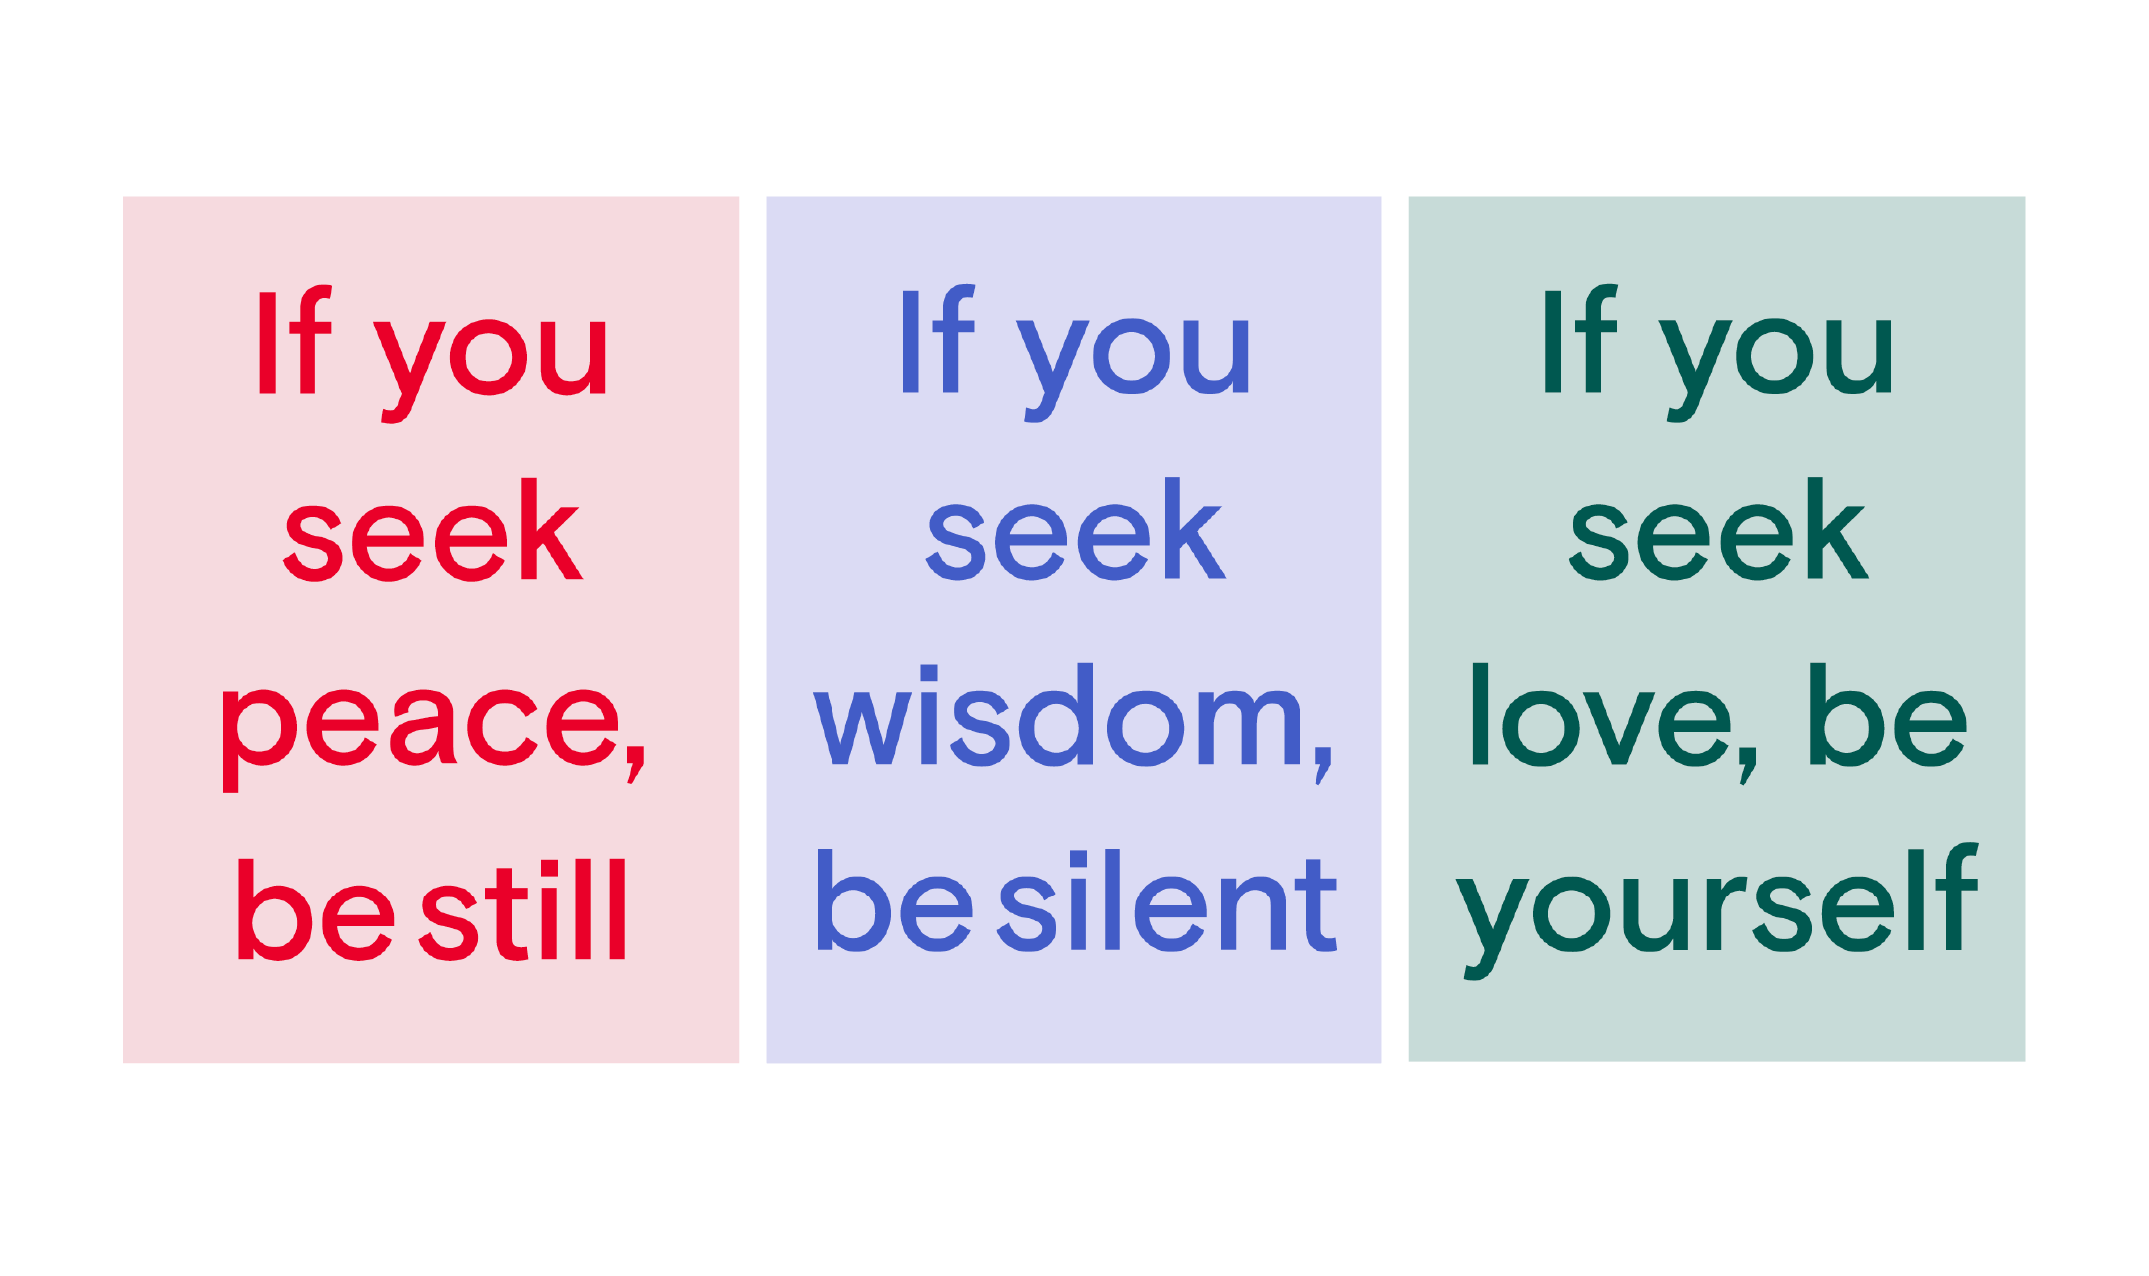 If you
seek
peace,
be still
If you
seek
wisdom,
be silent
If you
seek
love, be
yourself